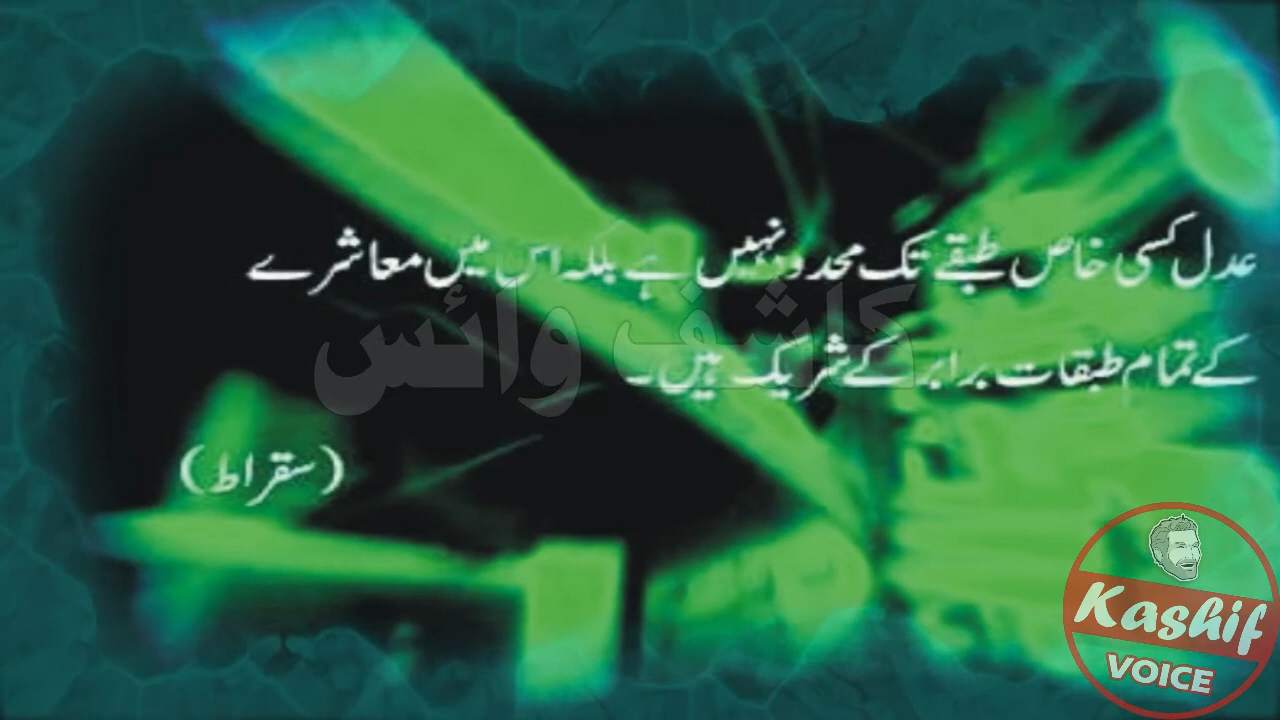 عدل کسی خاص طبقے تک محدود نہیں ہے بلکہ اس میں معاشرے
کے تمام طبقات برابر کے شریک ہیں۔
(سقراط)
کاشف وائس
Kashif
VOICE